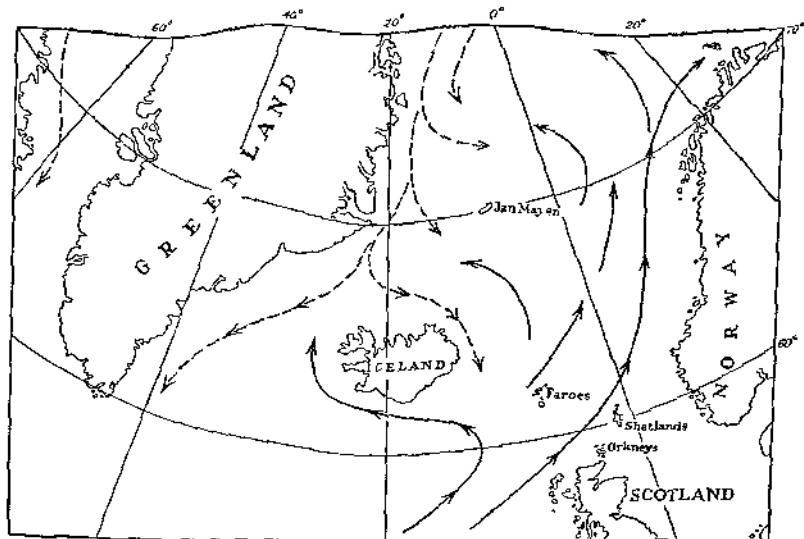 60°
40°
20°
0°
20°
70°
GREENLAND
Jan Mayen
NORWAY
60°
ICELAND
Faroes
Shetlands
Orkneys
SCOTLAND